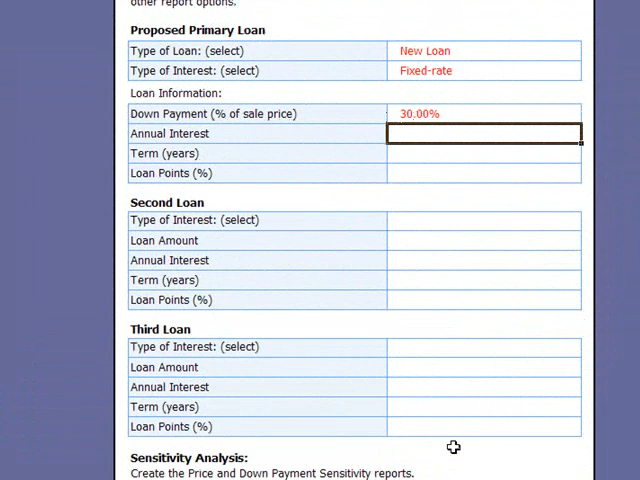 other report options.
Proposed Primary Loan
Type of Loan: (select) New Loan
Type of Interest: (select) Fixed-rate
Loan Information:
Down Payment (% of sale price) 30.00%
Annual Interest
Term (years)
Loan Points (%)
Second Loan
Type of Interest: (select)
Loan Amount
Annual Interest
Term (years)
Loan Points (%)
Third Loan
Type of Interest: (select)
Loan Amount
Annual Interest
Term (years)
Loan Points (%)
Sensitivity Analysis:
Create the Price and Down Payment Sensitivity reports.